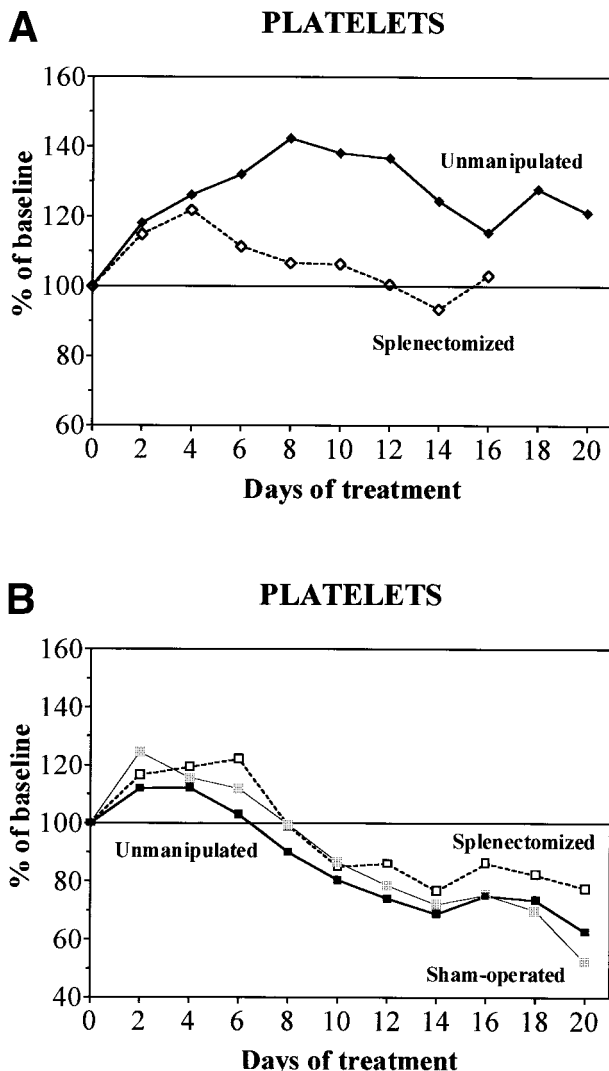 A
PLATELETS
160
140
120
100
80
60
% of baseline
Unmanipulated
Splenectomized
0 2 4 6 8 10 12 14 16 18 20
Days of treatment
B
PLATELETS
160
140
120
100
80
60
40
% of baseline
Unmanipulated
Splenectomized
Sham-operated
0 2 4 6 8 10 12 14 16 18 20
Days of treatment